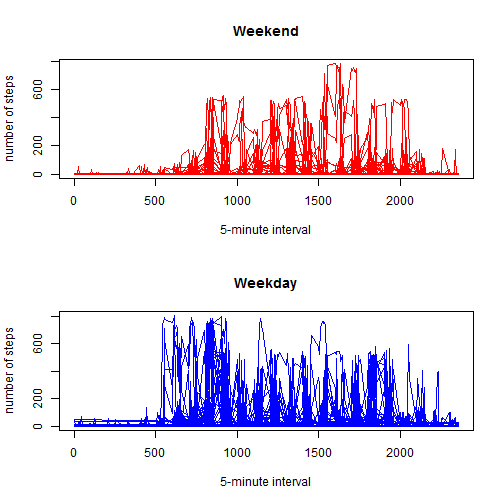 Weekend
number of steps
600
200
0
0 500 1000 1500 2000
5-minute interval
Weekday
number of steps
600
200
0
0 500 1000 1500 2000
5-minute interval